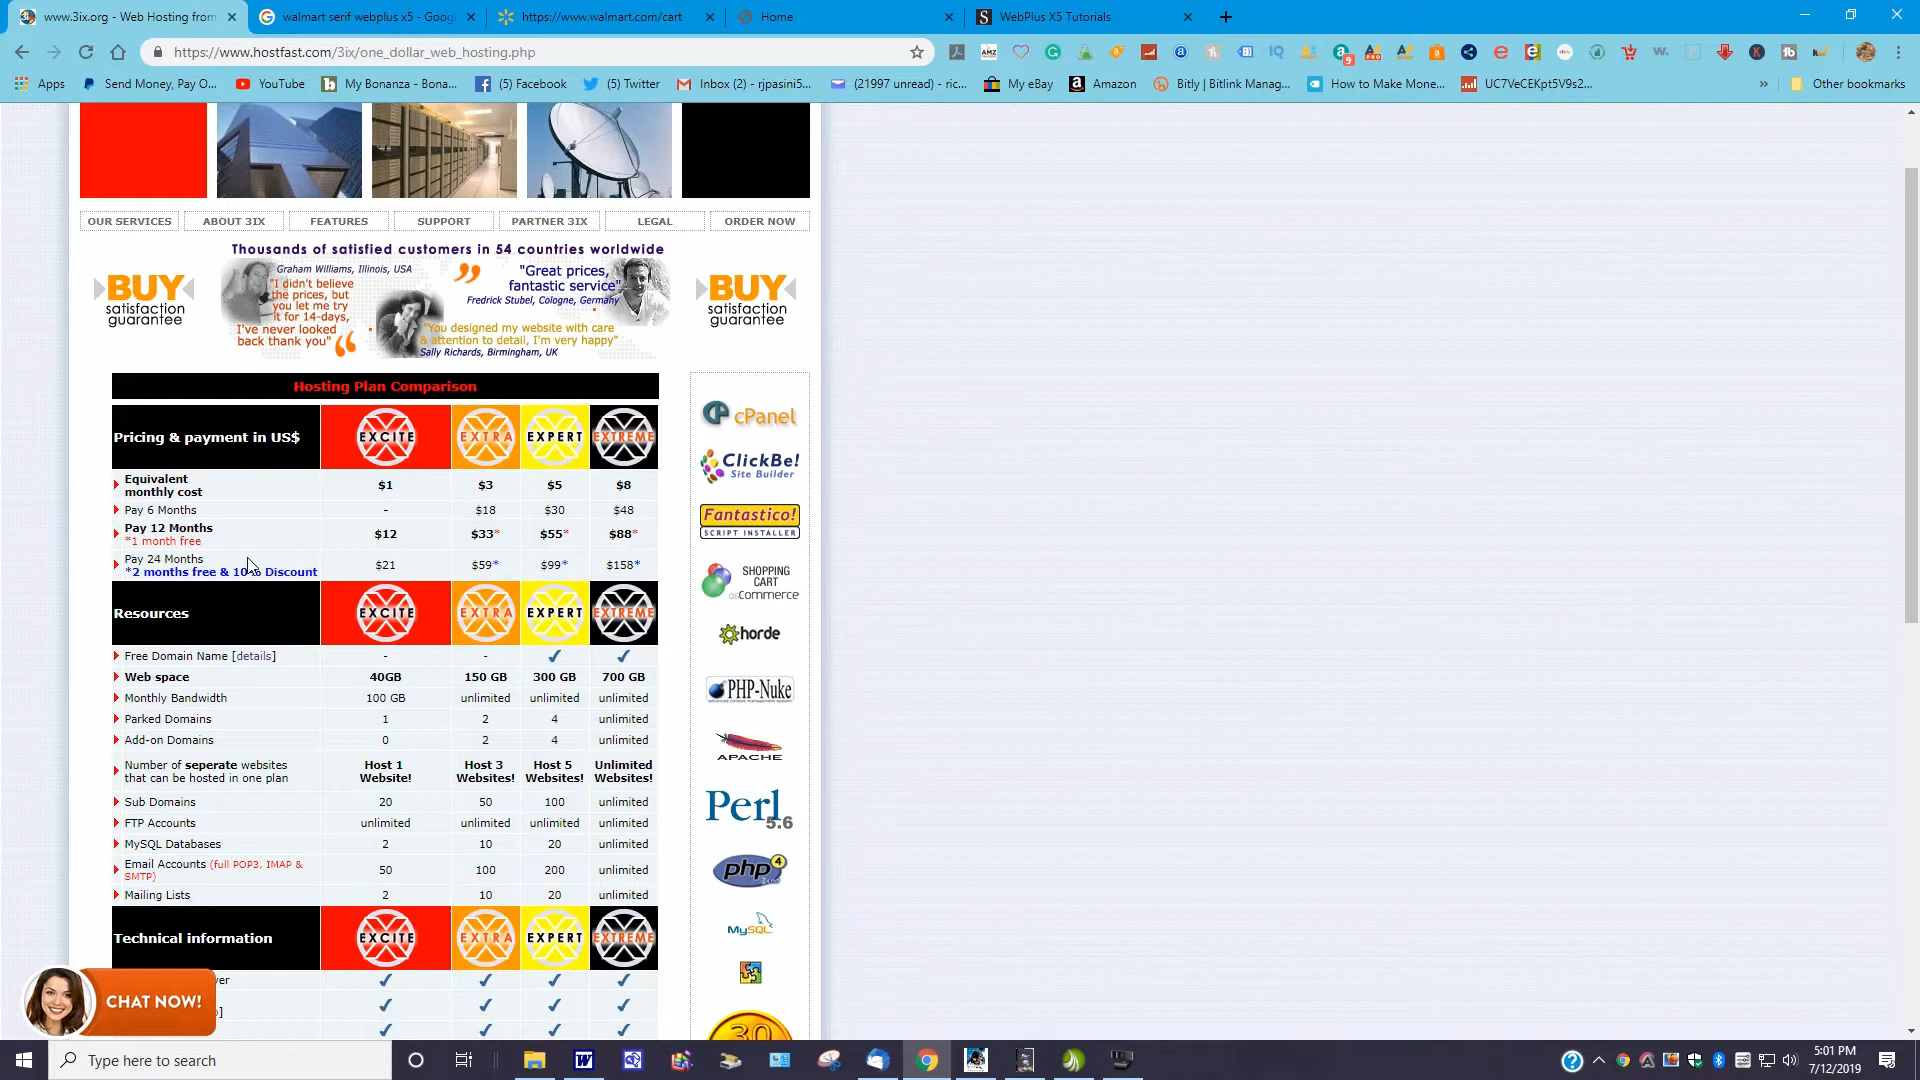 www.3ix.org - Web Hosting from
walmart serif webplus x5 - Googl
https://www.walmart.com/cart
Home
WebPlus X5 Tutorials
https://www.hostfast.com/3ix/one_dollar_web_hosting.php
Apps
Send Money, Pay O...
YouTube
My Bonanza - Bona...
(5) Facebook
(5) Twitter
Inbox (2) - rjpasini5...
(21997 unread) - ric...
My eBay
Amazon
Bitly | Bitlink Manag...
How to Make Mone...
UC7VeCEKpt5V9s2...
Other bookmarks
OUR SERVICES
ABOUT 3IX
FEATURES
SUPPORT
PARTNER 3IX
LEGAL
ORDER NOW
Thousands of satisfied customers in 54 countries worldwide
BUY
satisfaction
guarantee
Graham Williams, Illinois, USA
"I didn't believe
the prices, but
you let me try
it for 14-days,
I've never looked
back thank you"
"Great prices,
fantastic service"
Fredrick Stubel, Cologne, Germany
"You designed my website with care
& attention to detail, I'm very happy"
Sally Richards, Birmingham, UK
BUY
satisfaction
guarantee
Hosting Plan Comparison
Pricing & payment in US$ EXCITE EXTRA EXPERT EXTREME
Equivalent
monthly cost $1 $3 $5 $8
Pay 6 Months - $18 $30 $48
Pay 12 Months
*1 month free $12 $33* $55* $88*
Pay 24 Months
*2 months free & 10% Discount $21 $59* $99* $158*
Resources EXCITE EXTRA EXPERT EXTREME
Free Domain Name [details] - - ✓ ✓
Web space 40GB 150 GB 300 GB 700 GB
Monthly Bandwidth 100 GB unlimited unlimited unlimited
Parked Domains 1 2 4 unlimited
Add-on Domains 0 2 4 unlimited
Number of seperate websites
that can be hosted in one plan
Host 1
Website!
Host 3
Websites!
Host 5
Websites!
Unlimited
Websites!
Sub Domains 20 50 100 unlimited
FTP Accounts unlimited unlimited unlimited unlimited
MySQL Databases 2 10 20 unlimited
Email Accounts (full POP3, IMAP &
SMTP) 50 100 200 unlimited
Mailing Lists 2 10 20 unlimited
Technical information EXCITE EXTRA EXPERT EXTREME
cPanel
ClickBe!
Site Builder
Fantastico!
SCRIPT INSTALLER
SHOPPING
CART
osCommerce
horde
PHP-Nuke
APACHE
Perl
5.6
php 4
MySQL
30
CHAT NOW!
Type here to search
5:01 PM
7/12/2019